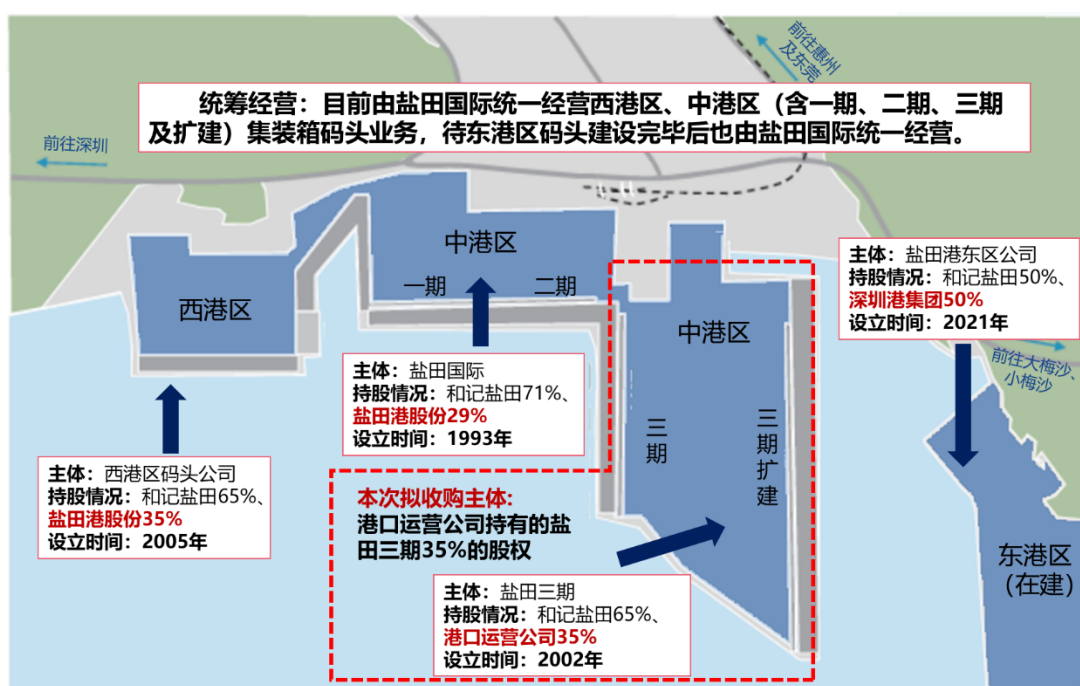 前往惠州
及东莞
统筹经营：目前由盐田国际统一经营西港区、中港区（含一期、二期、三期
及扩建）集装箱码头业务，待东港区码头建设完毕后也由盐田国际统一经营。
前往深圳
中港区
一期
二期
西港区
主体：盐田港东区公司
持股情况：和记盐田50%、
深圳港集团50%
设立时间：2021年
中港区
前往大梅沙、
小梅沙
主体：盐田国际
持股情况：和记盐田71%、
盐田港股份29%
设立时间：1993年
三期
三期扩建
主体：西港区码头公司
持股情况：和记盐田65%、
盐田港股份35%
设立时间：2005年
本次拟收购主体:
港口运营公司持有的盐
田三期35%的股权
东港区
（在建）
主体：盐田三期
持股情况：和记盐田65%、
港口运营公司35%
设立时间：2002年